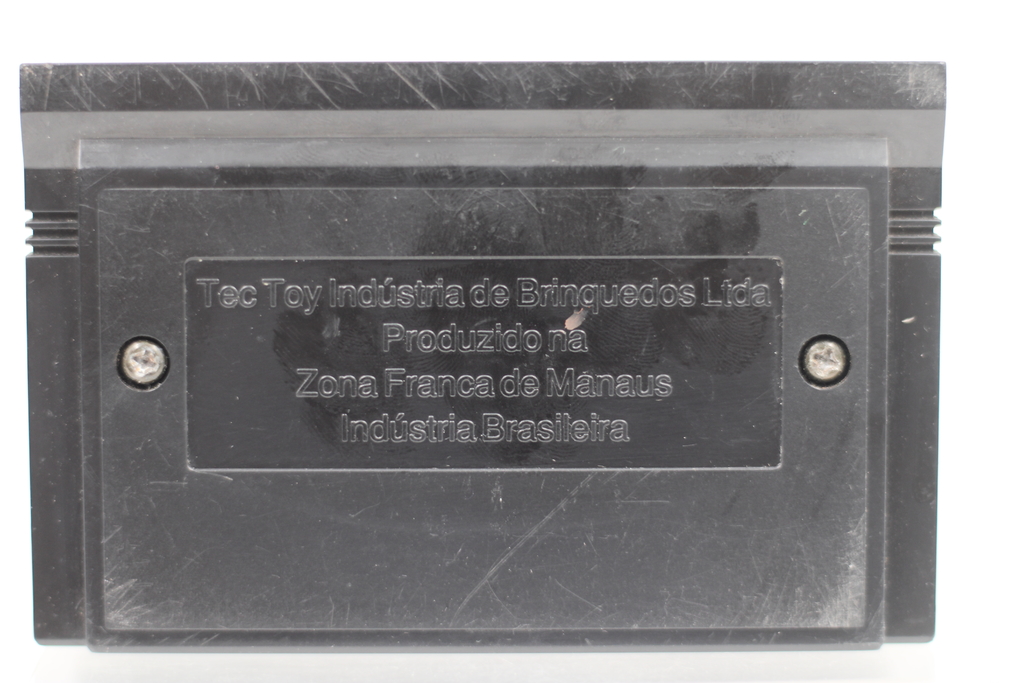 Tec Toy Indústria de Brinquedos Ltda
Produzido na
Zona Franca de Manaus
Indústria Brasileira